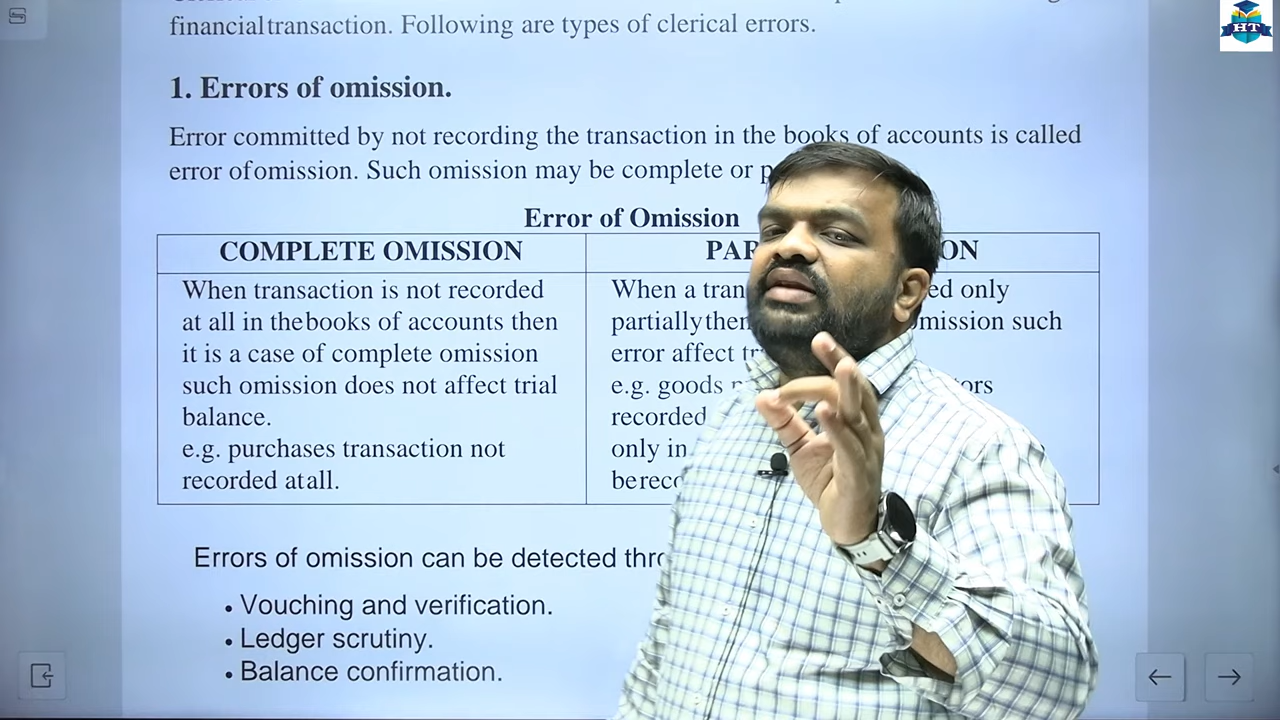 HT
financial transaction. Following are types of clerical errors.
1. Errors of omission.
Error committed by not recording the transaction in the books of accounts is called
error of omission. Such omission may be complete or
Error of Omission
COMPLETE OMISSION
When transaction is not recorded
at all in the books of accounts then
it is a case of complete omission
such omission does not affect trial
balance.
e.g. purchases transaction not
recorded at all.
When a only
partially omission such
error affect
e.g. goods
recorded
only in
Errors of omission can be detected
• Vouching and verification.
• Ledger scrutiny.
• Balance confirmation.